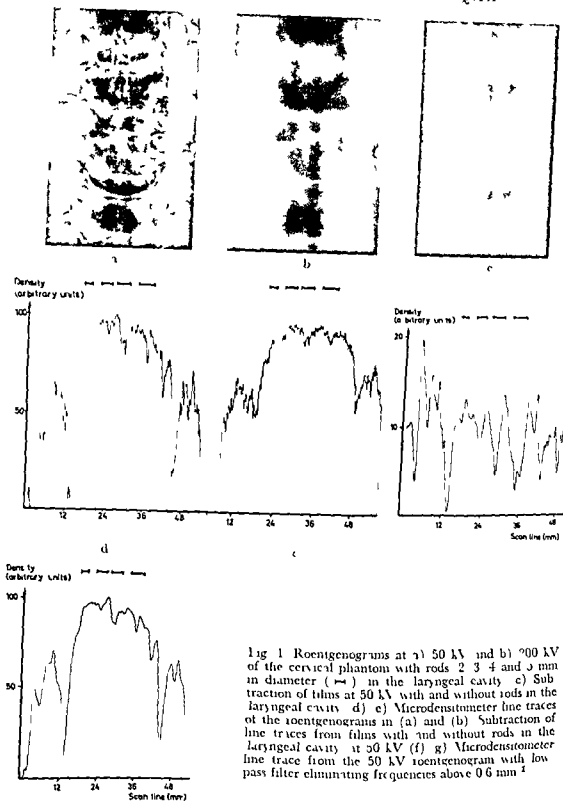 a
b
c
Density
(arbitrary units)
100
50
12 24 36 48 12 24 36 48
d
Density
(arbitrary units)
20
10
12 24 36 48
Scan line (mm)
Density
(arbitrary units)
100
50
12 24 36 48
Scan line (mm)
Fig 1 Roentgenograms at a) 50 kV and b) 200 kV
of the cervical phantom with rods 2 3 4 and 5 mm
in diameter ( ) in the laryngeal cavity c) Sub
traction of films at 50 kV with and without rods in the
laryngeal cavity d) e) Microdensitometer line traces
of the roentgenograms in (a) and (b) Subtraction of
line traces from films with and without rods in the
laryngeal cavity at 50 kV (f) g) Microdensitometer
line trace from the 50 kV roentgenogram with low
pass filter eliminating frequencies above 0 6 mm